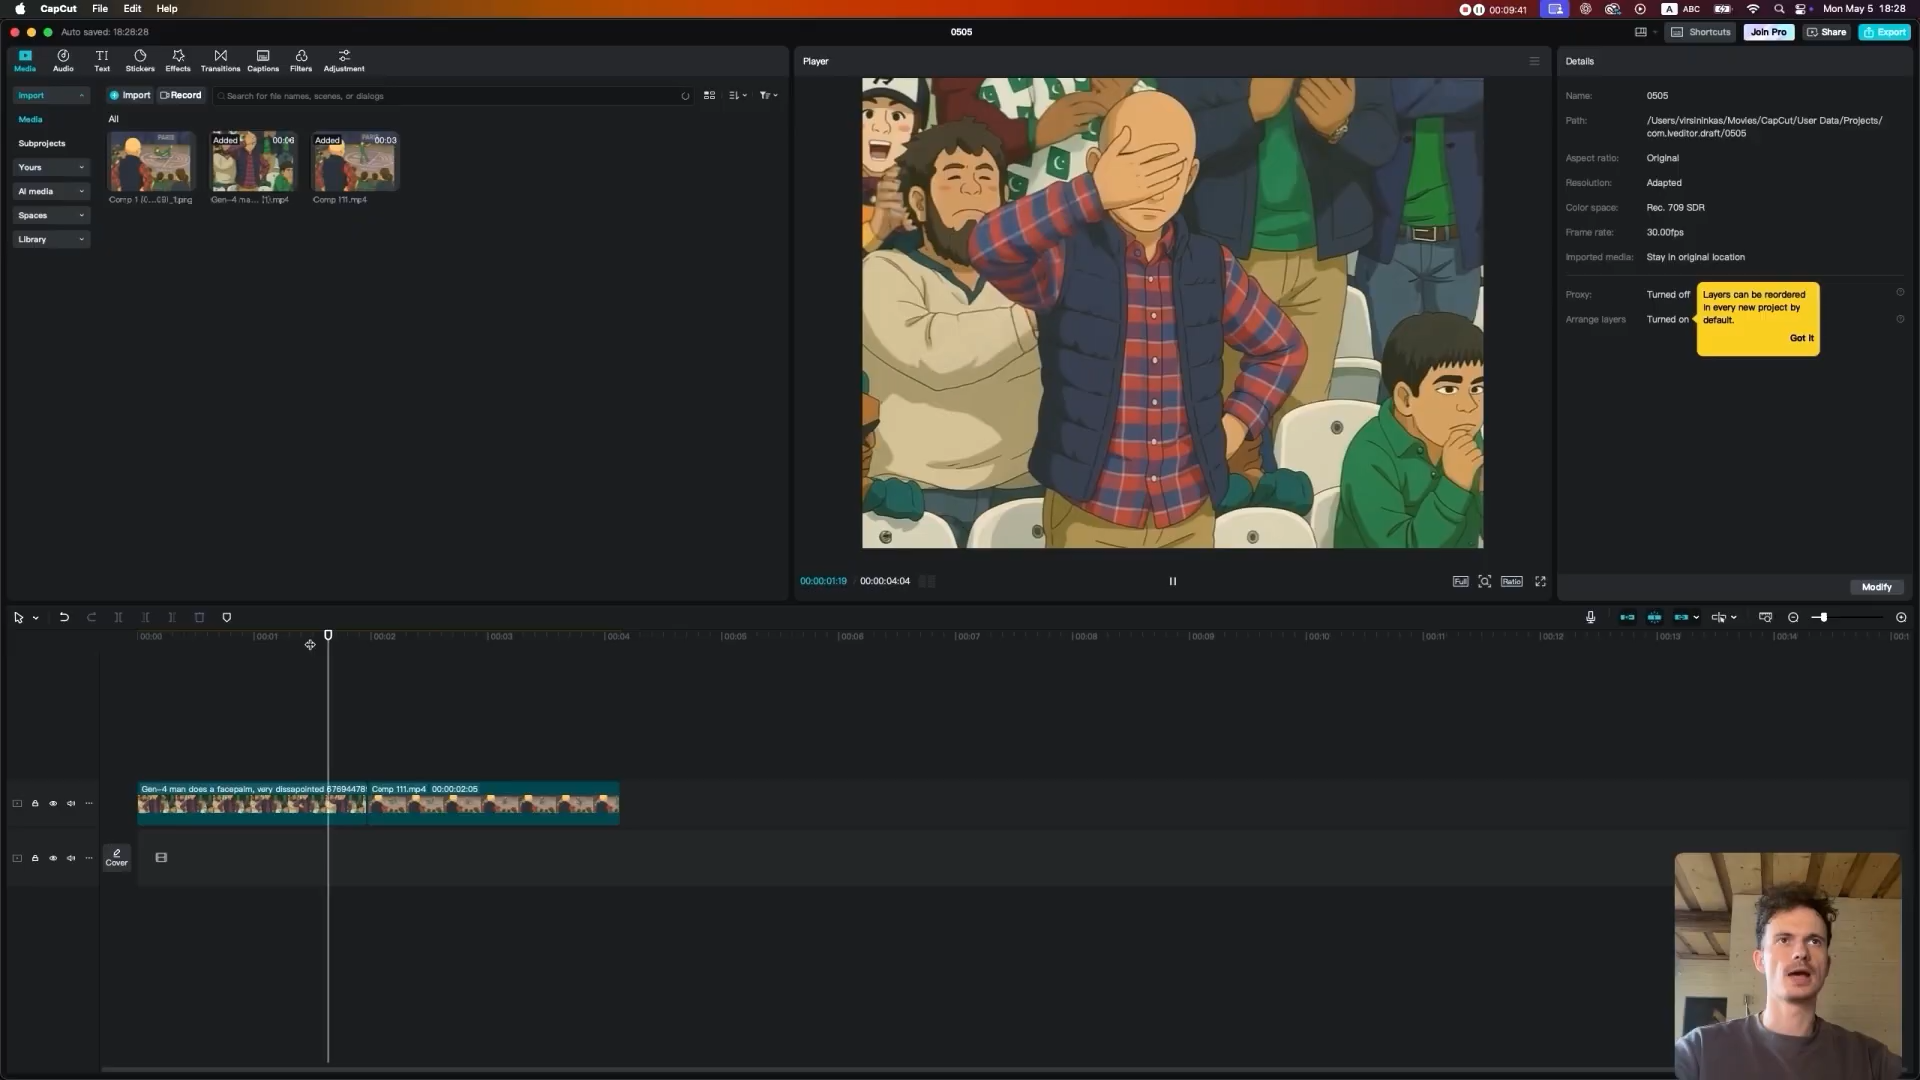 CapCut File Edit Help
00:09:41 A ABC Mon May 5 18:28
Auto saved: 18:28:28
0505
Shortcuts Join Pro Share Export
Media Audio Text Stickers Effects Transitions Captions Filters Adjustment
Import
Media
Subprojects
Yours
AI media
Spaces
Library
Import Record Search for file names, scenes, or dialogs
All
Added 00:06
Added 00:03
Gen-4 ma... (1).mp4 Comp 111.mp4
Player
00:00:01:19 00:00:04:04
Full Ratio
Details
Name: 0505
Path: /Users/virsininkas/Movies/CapCut/User Data/Projects/
com.lveditor.draft/0505
Aspect ratio: Original
Resolution: Adapted
Color space: Rec. 709 SDR
Frame rate: 30.00fps
Imported media: Stay in original location
Proxy: Turned off
Arrange layers Turned on
Layers can be reordered
in every new project by
default.
Got it
Modify
00:00 00:01 00:02 00:03 00:04 00:05 00:06 00:07 00:08 00:09 00:10 00:11 00:12 00:13 00:14
Gen-4 man does a facepalm, very dissapointed
Comp 111.mp4 00:00:02:05
Cover